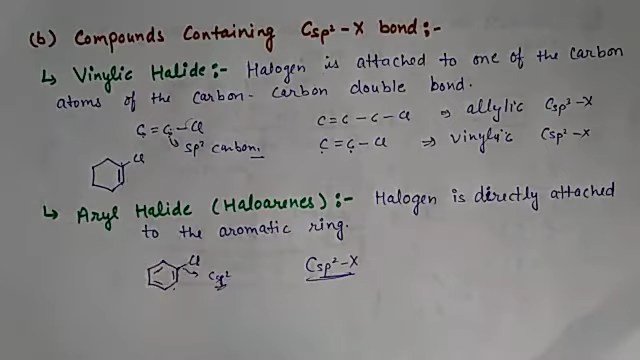 (b) Compounds Containing Csp²-X bond:-
↳ Vinylic Halide:- Halogen is attached to one of the carbon
atoms of the carbon-carbon double bond.
C=C-Cl
sp² carbon.
C=C-C-Cl ⇒ allylic Csp³-X
C=C-Cl ⇒ vinylic Csp²-X
Cl
↳ Aryl Halide (Haloarenes):- Halogen is directly attached
to the aromatic ring.
Cl
Csp²
Csp²-X